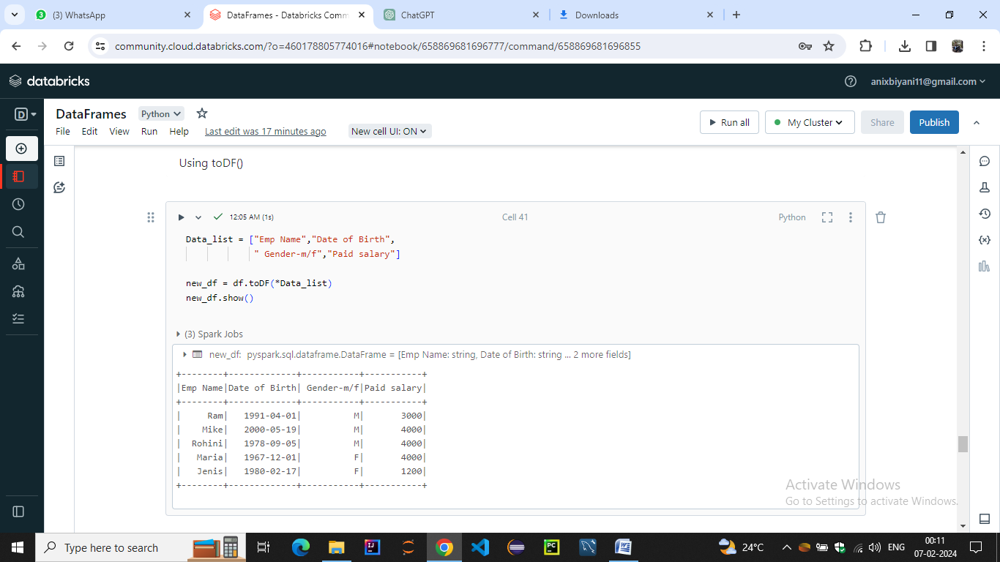 (3) WhatsApp
DataFrames - Databricks Comm
ChatGPT
Downloads
community.cloud.databricks.com/?o=460178805774016#notebook/658869681696777/command/658869681696855
databricks
anixbiyani11@gmail.com
D
DataFrames
Python
Run all
My Cluster
Share
Publish
File Edit View Run Help Last edit was 17 minutes ago New cell UI: ON
Using toDF()
12:05 AM (1s)
Cell 41
Python
Data_list = ["Emp Name","Date of Birth",
" Gender-m/f","Paid salary"]
new_df = df.toDF(*Data_list)
new_df.show()
(3) Spark Jobs
new_df: pyspark.sql.dataframe.DataFrame = [Emp Name: string, Date of Birth: string ... 2 more fields]
+--------+-------------+-----------+-----------+
|Emp Name|Date of Birth| Gender-m/f|Paid salary|
+--------+-------------+-----------+-----------+
|     Ram|   1991-04-01|          M|       3000|
|    Mike|   2000-05-19|          M|       4000|
|  Rohini|   1978-09-05|          M|       4000|
|   Maria|   1967-12-01|          F|       4000|
|   Jenis|   1980-02-17|          F|       1200|
+--------+-------------+-----------+-----------+
Activate Windows
Go to Settings to activate Windows.
Type here to search
24°C
ENG
00:11
07-02-2024